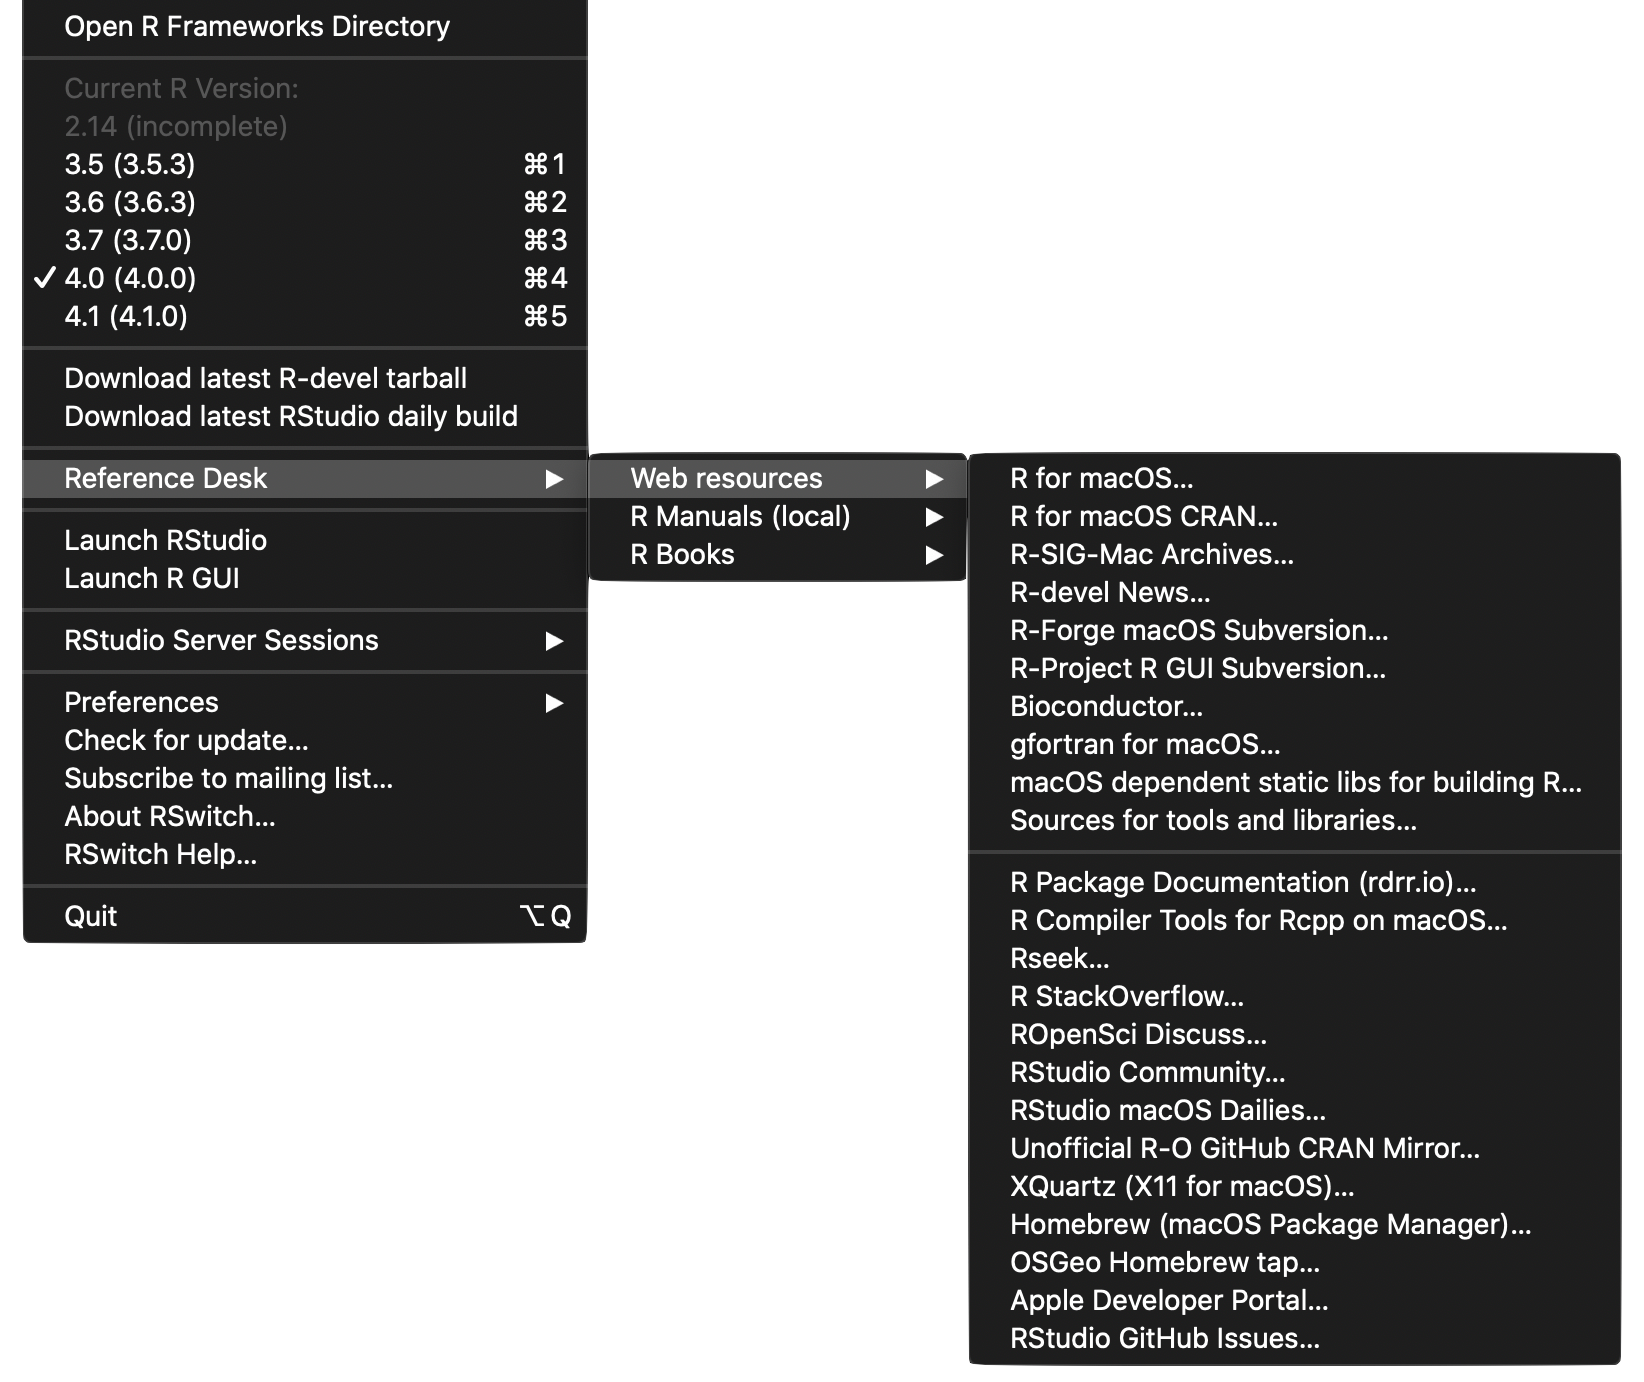 Open R Frameworks Directory
Current R Version:
2.14 (incomplete)
3.5 (3.5.3) ⌘1
3.6 (3.6.3) ⌘2
3.7 (3.7.0) ⌘3
✓ 4.0 (4.0.0) ⌘4
4.1 (4.1.0) ⌘5
Download latest R-devel tarball
Download latest RStudio daily build
Reference Desk ▶
Launch RStudio
Launch R GUI
RStudio Server Sessions ▶
Preferences ▶
Check for update...
Subscribe to mailing list...
About RSwitch...
RSwitch Help...
Quit ⌥Q
Web resources ▶
R Manuals (local) ▶
R Books ▶
R for macOS...
R for macOS CRAN...
R-SIG-Mac Archives...
R-devel News...
R-Forge macOS Subversion...
R-Project R GUI Subversion...
Bioconductor...
gfortran for macOS...
macOS dependent static libs for building R...
Sources for tools and libraries...
R Package Documentation (rdrr.io)...
R Compiler Tools for Rcpp on macOS...
Rseek...
R StackOverflow...
ROpenSci Discuss...
RStudio Community...
RStudio macOS Dailies...
Unofficial R-O GitHub CRAN Mirror...
XQuartz (X11 for macOS)...
Homebrew (macOS Package Manager)...
OSGeo Homebrew tap...
Apple Developer Portal...
RStudio GitHub Issues...